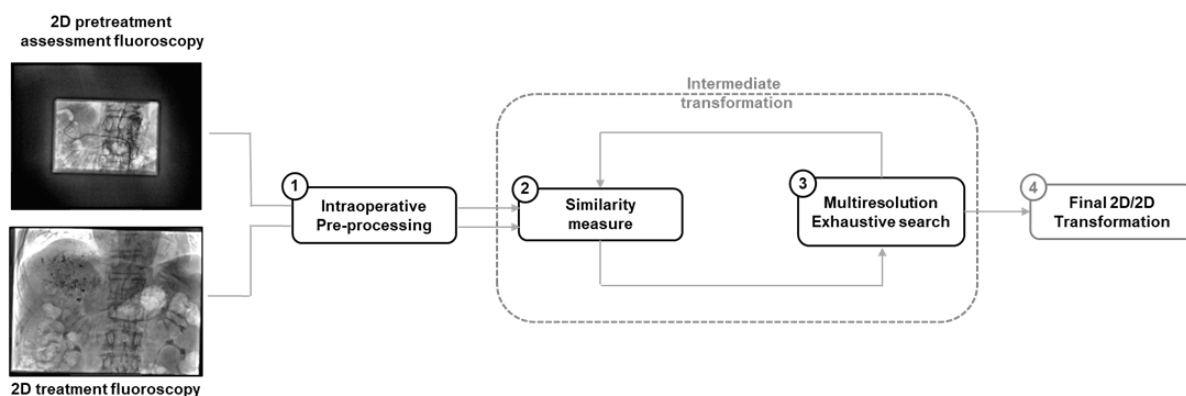 2D pretreatment
assessment fluoroscopy
2D treatment fluoroscopy
1
Intraoperative
Pre-processing
Intermediate
transformation
2
Similarity
measure
3
Multiresolution
Exhaustive search
4
Final 2D/2D
Transformation